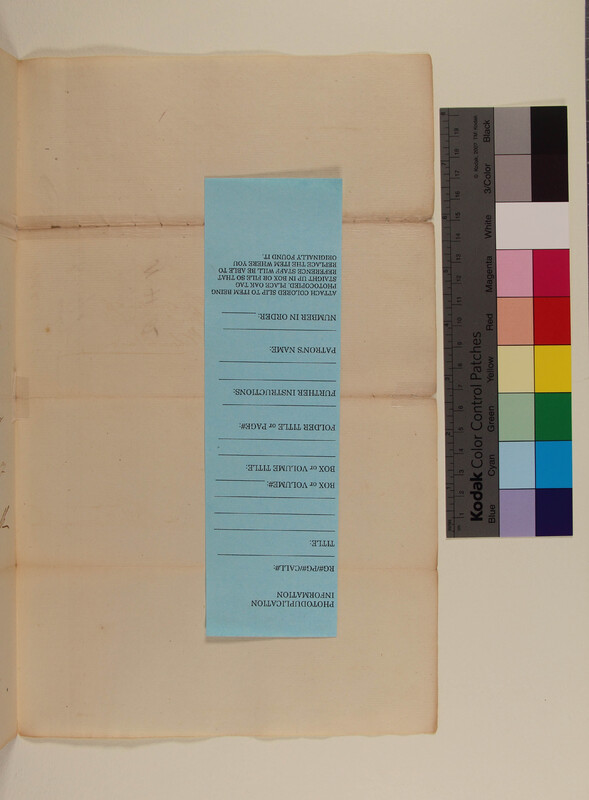 PHOTODUPLICATION
INFORMATION
RG#/PG#/CALL#:
TITLE:
BOX or VOLUME#:
BOX or VOLUME TITLE:
FOLDER TITLE or PAGE#:
FURTHER INSTRUCTIONS:
PATRON'S NAME:
NUMBER IN ORDER:
ATTACH COLORED SLIP TO ITEM BEING
PHOTOCOPIED. PLACE OAK TAG
STAIGHT UP IN BOX OR FILE SO THAT
REFERENCE STAFF WILL BE ABLE TO
REPLACE THE ITEM WHERE YOU
ORIGINALLY FOUND IT.
Kodak Color Control Patches
Blue Cyan Green Yellow Red Magenta White 3/Color Black